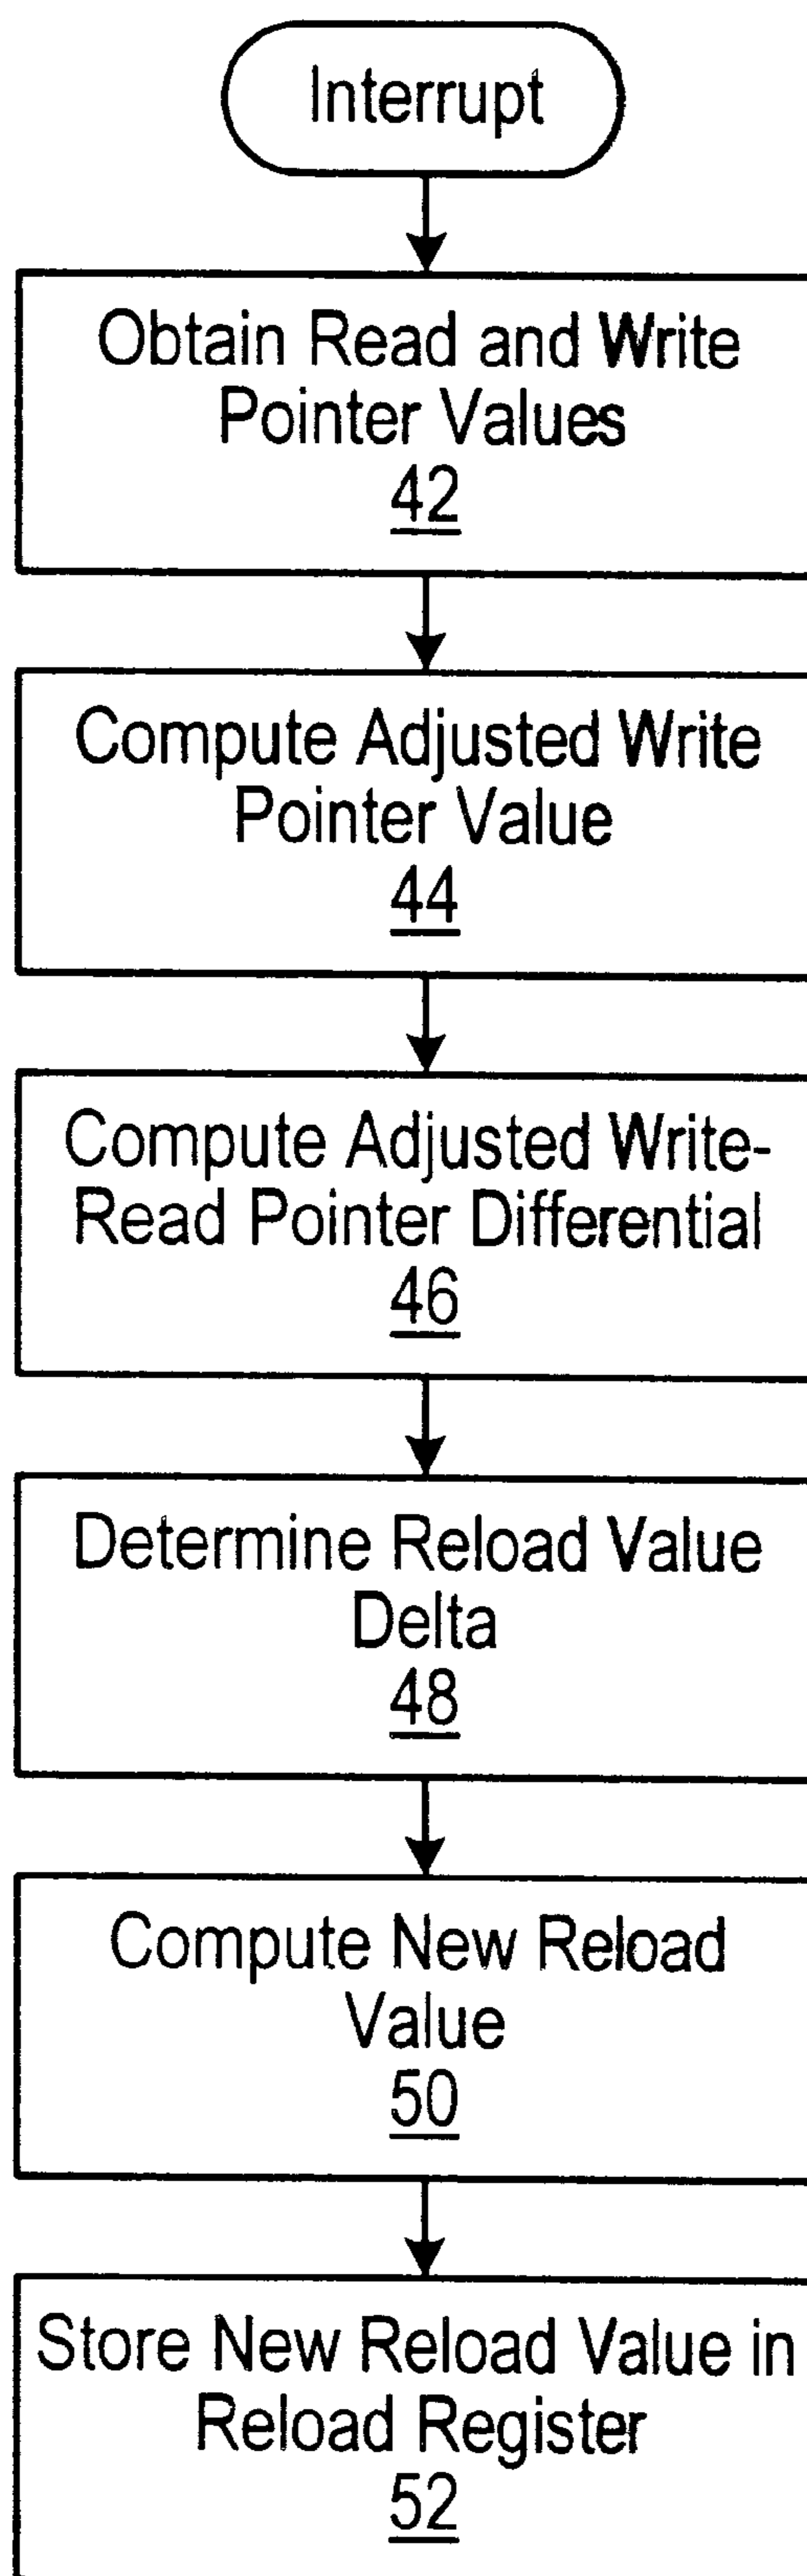 Interrupt
Obtain Read and Write
Pointer Values
42
Compute Adjusted Write
Pointer Value
44
Compute Adjusted Write-
Read Pointer Differential
46
Determine Reload Value
Delta
48
Compute New Reload
Value
50
Store New Reload Value in
Reload Register
52